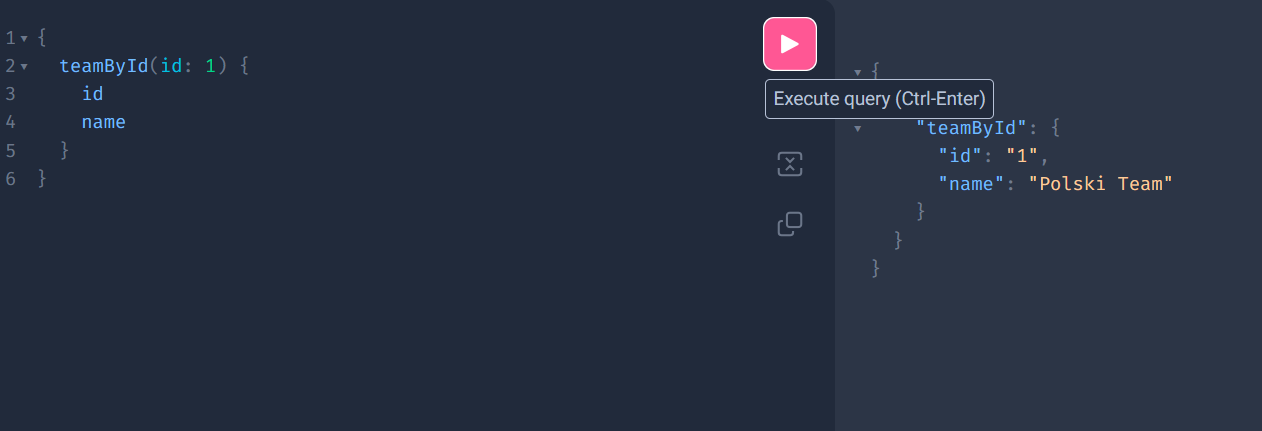 1 {
2 teamById(id: 1) {
3 id
4 name
5 }
6 }
Execute query (Ctrl-Enter)
{
"teamById": {
"id": "1",
"name": "Polski Team"
}
}
}